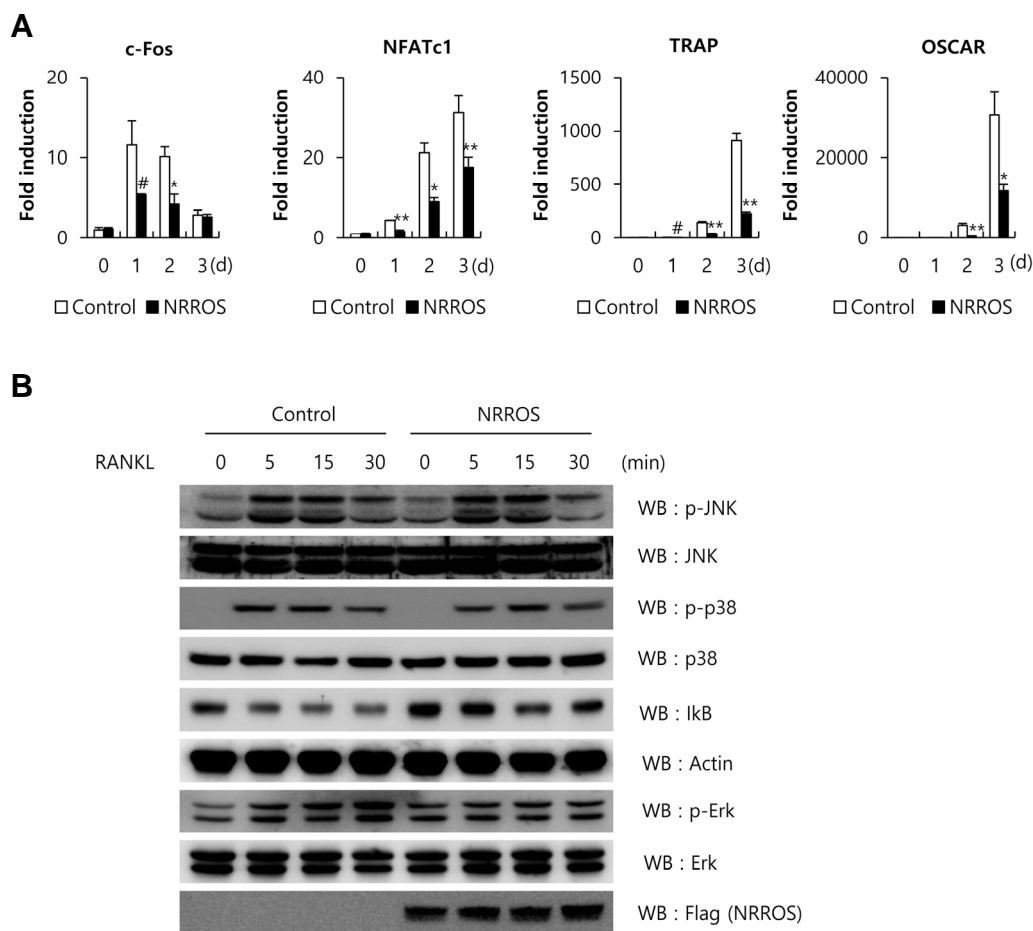 A
c-Fos NFATc1 TRAP OSCAR
Fold induction
20
10
0
#
*
0 1 2 3 (d)
Control NRROS
Fold induction
40
20
0
**
*
**
0 1 2 3 (d)
Control NRROS
Fold induction
1500
1000
500
0
#
**
**
0 1 2 3 (d)
Control NRROS
Fold induction
40000
20000
0
**
*
0 1 2 3 (d)
Control NRROS
B
Control NRROS
RANKL 0 5 15 30 0 5 15 30 (min)
WB : p-JNK
WB : JNK
WB : p-p38
WB : p38
WB : IkB
WB : Actin
WB : p-Erk
WB : Erk
WB : Flag (NRROS)